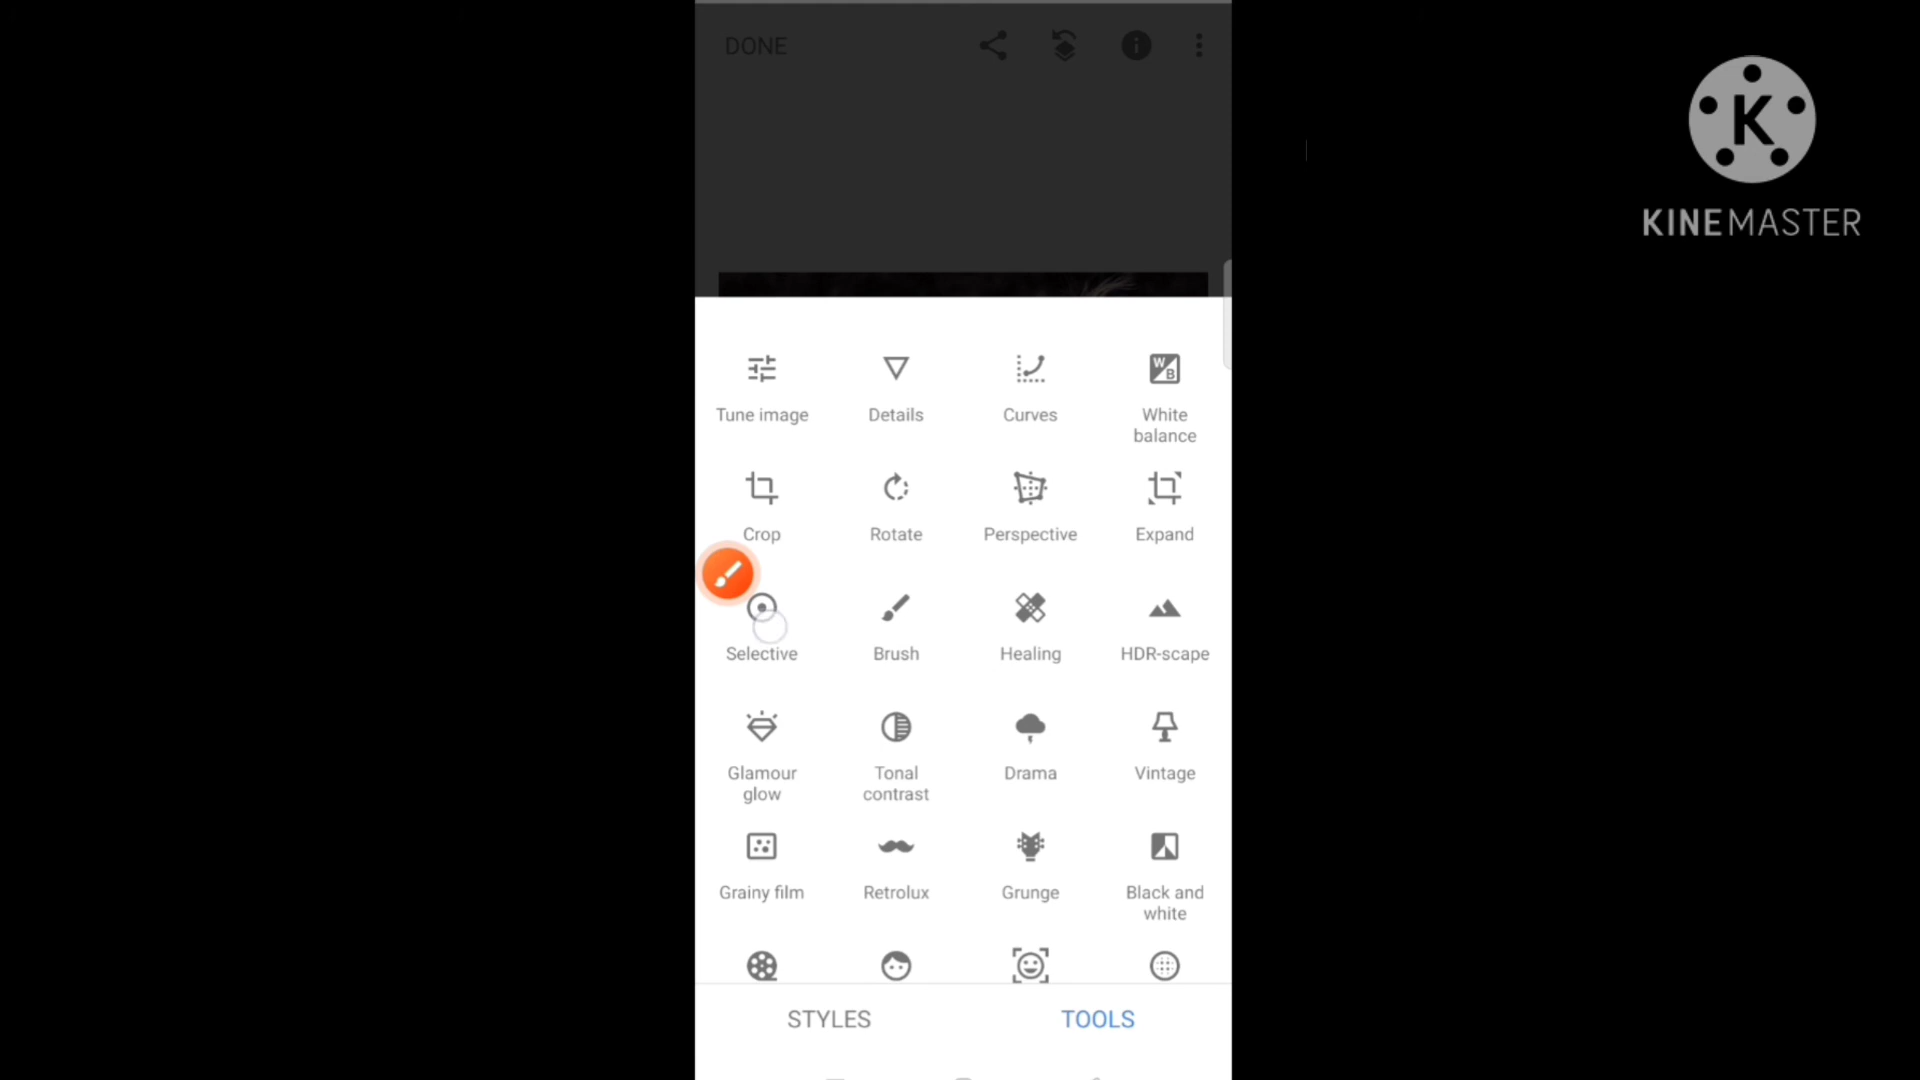 DONE
K
KINEMASTER
Tune image
Details
Curves
W
B
White
balance
Crop
Rotate
Perspective
Expand
Selective
Brush
Healing
HDR-scape
Glamour
glow
Tonal
contrast
Drama
Vintage
Grainy film
Retrolux
Grunge
Black and
white
STYLES
TOOLS